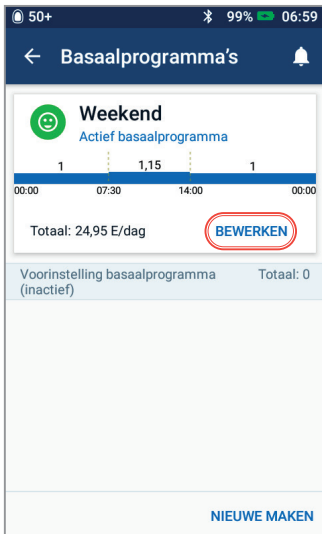 50+ 99% 06:59
Basaalprogramma's
Weekend
Actief basaalprogramma
1 1,15 1
00:00 07:30 14:00 00:00
Totaal: 24,95 E/dag BEWERKEN
Voorinstelling basaalprogramma Totaal: 0
(inactief)
NIEUWE MAKEN